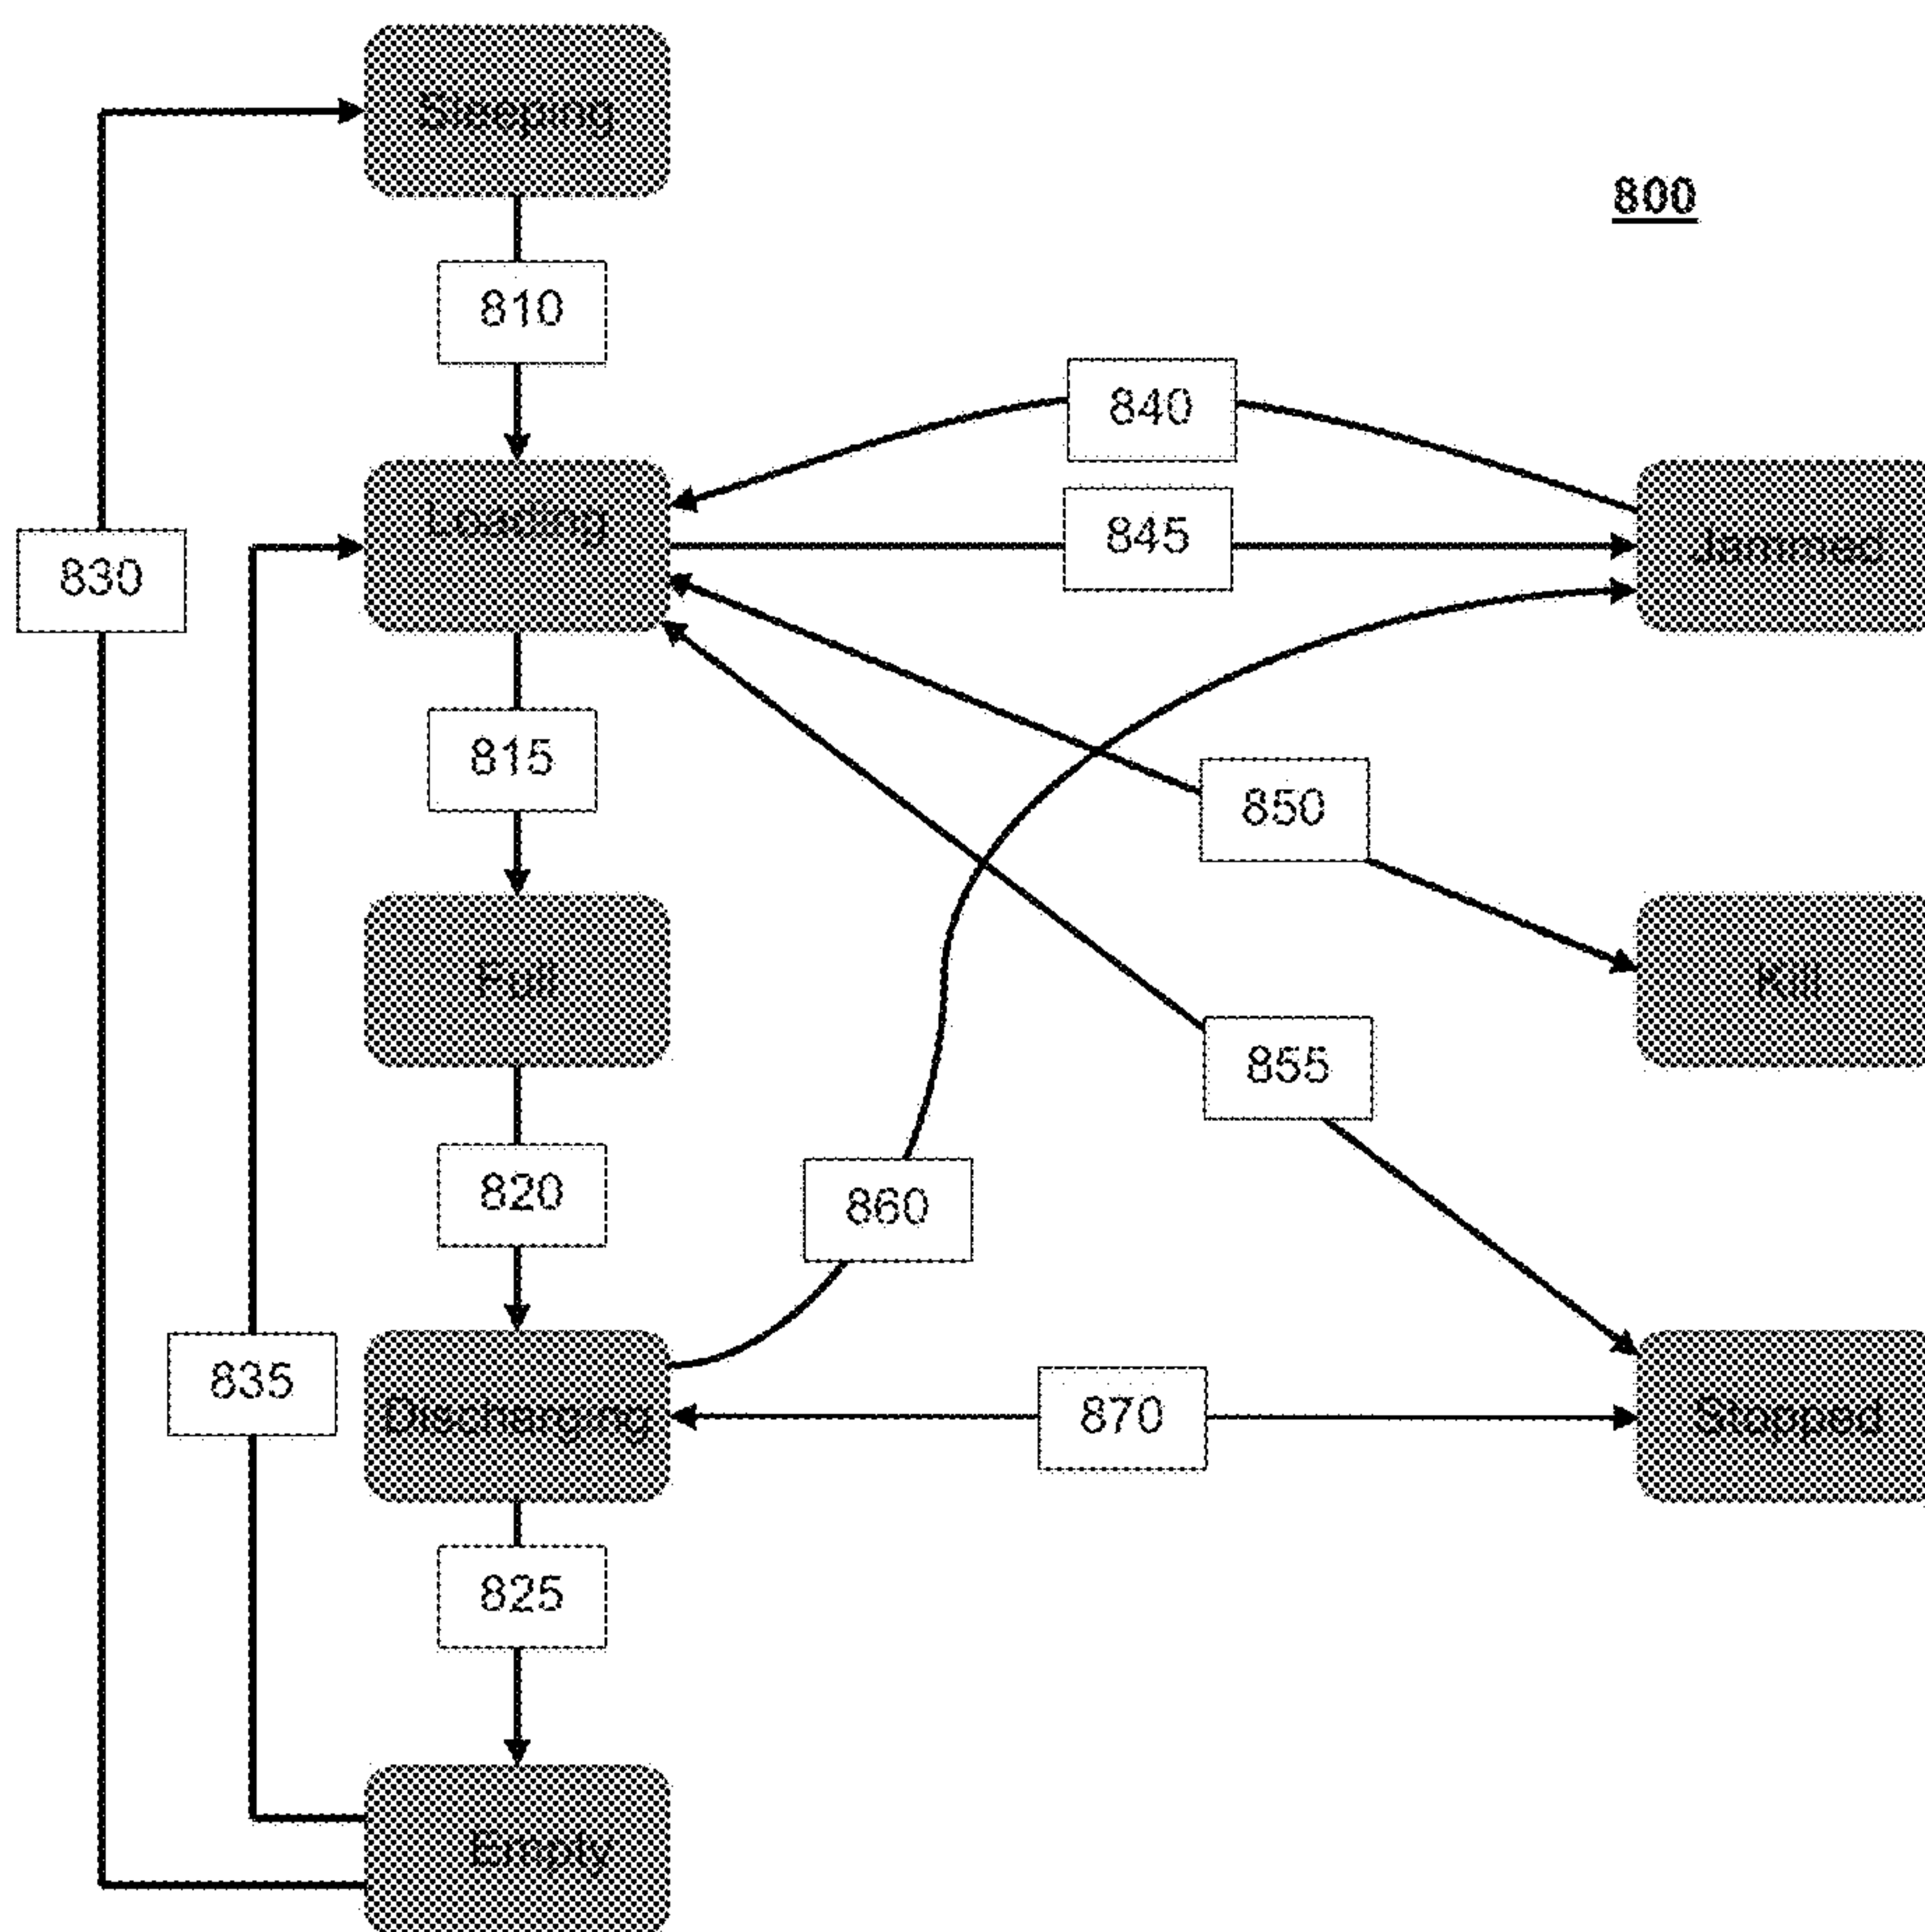 Sleeping
800
810
840
Loading
845
Jammed
830
815
850
Full
Kill
855
820
860
835
Discharging
870
Stopped
825
Empty